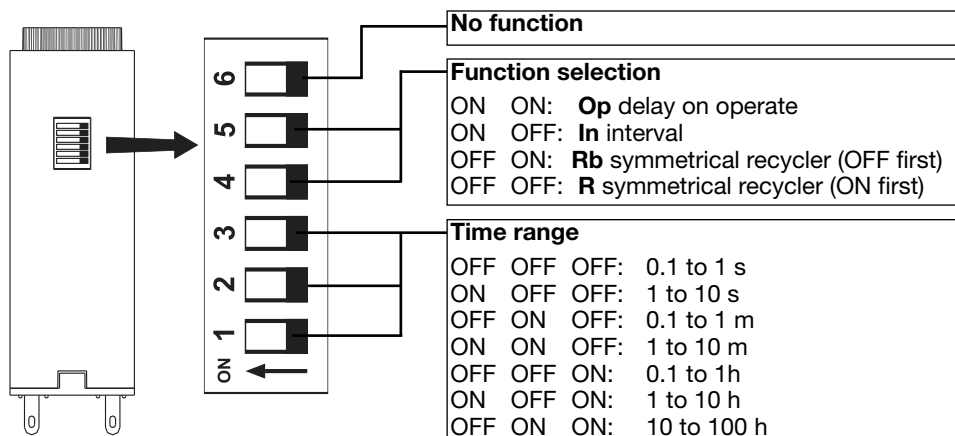 No function
6
Function selection
5
ON ON: Op delay on operate
ON OFF: In interval
OFF ON: Rb symmetrical recycler (OFF first)
4
OFF OFF: R symmetrical recycler (ON first)
3
Time range
OFF OFF OFF: 0.1 to 1 s
2
ON OFF OFF: 1 to 10 s
OFF ON OFF: 0.1 to 1 m
1
ON ON OFF: 1 to 10 m
ON
OFF OFF ON: 0.1 to 1h
ON OFF ON: 1 to 10 h
OFF ON ON: 10 to 100 h